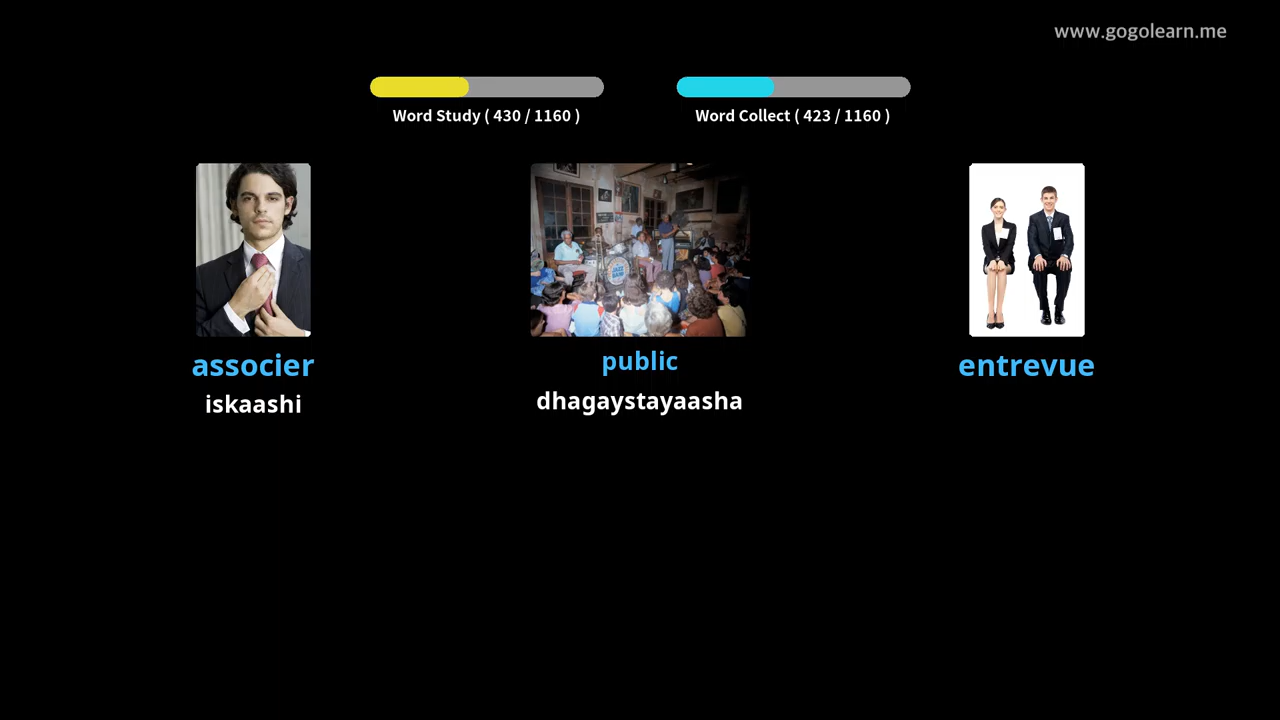 www.gogolearn.me
Word Study ( 430 / 1160 )
Word Collect ( 423 / 1160 )
associer
public
entrevue
iskaashi
dhagaystayaasha